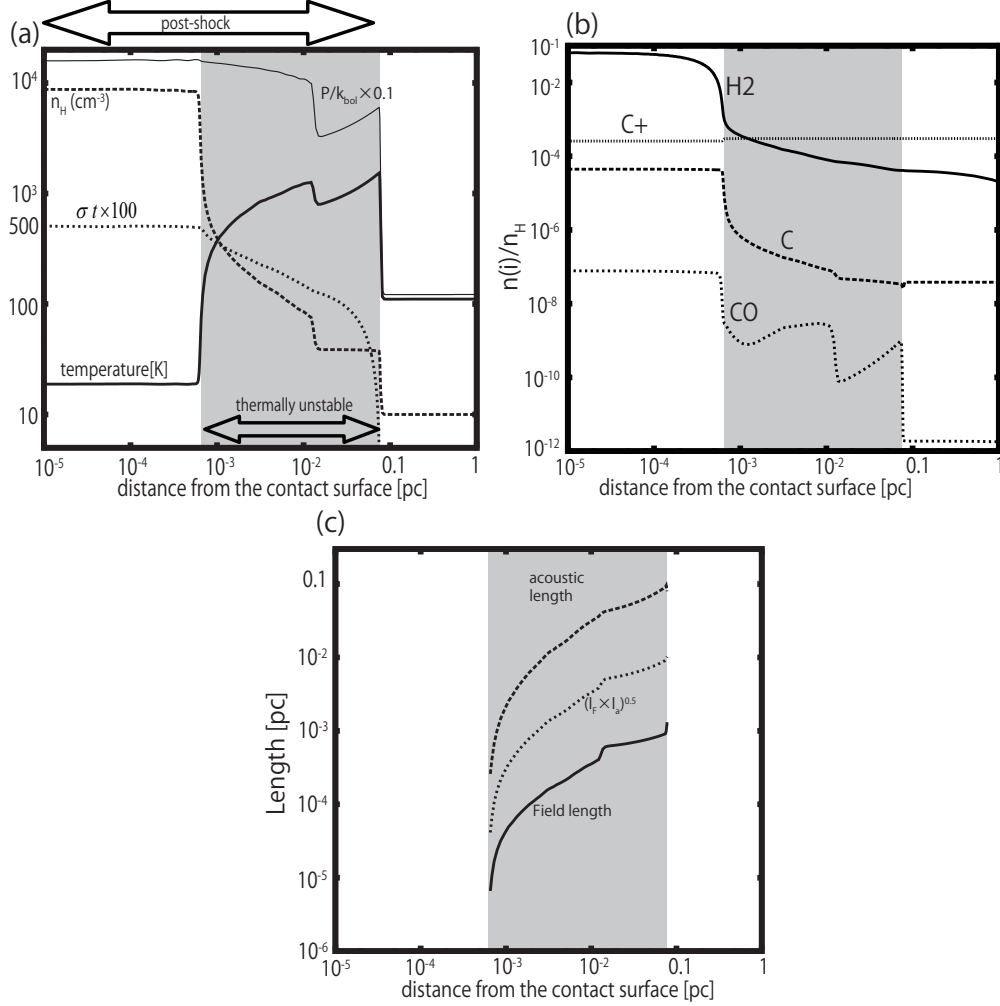 post-shock
(a)
10⁴
P/k_bol × 0.1
n_H (cm⁻³)
10³
σ t×100
500
100
temperature[K]
10
thermally unstable
10⁻⁵ 10⁻⁴ 10⁻³ 10⁻² 0.1 1
distance from the contact surface [pc]
(b)
10⁻¹
10⁻²
H2
C+
10⁻⁴
n(i)/n_H
10⁻⁶
C
10⁻⁸
CO
10⁻¹⁰
10⁻¹²
10⁻⁵ 10⁻⁴ 10⁻³ 10⁻² 0.1 1
distance from the contact surface [pc]
(c)
0.1
acoustic
length
10⁻²
(l_F × l_a)^0.5
10⁻³
Length [pc]
10⁻⁴
Field length
10⁻⁵
10⁻⁶
10⁻⁵ 10⁻⁴ 10⁻³ 10⁻² 0.1 1
distance from the contact surface [pc]